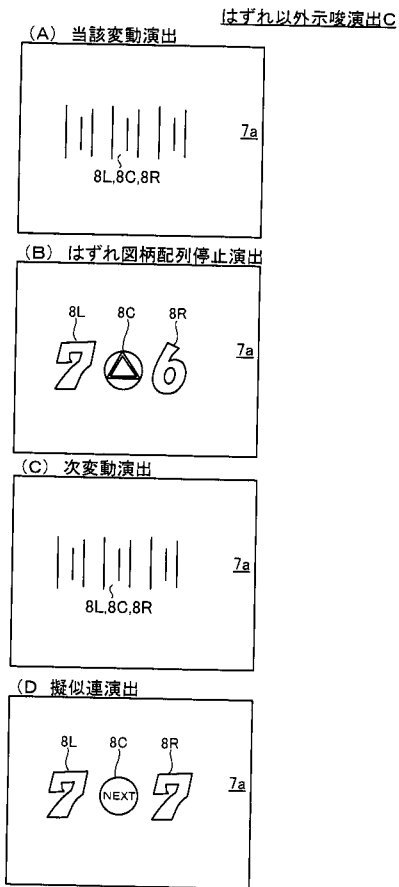 はずれ以外示唆演出C
(A) 当該変動演出
7a
8L,8C,8R
(B) はずれ図柄配列停止演出
8L 8C 8R
7 6
7a
(C) 次変動演出
7a
8L,8C,8R
(D 擬似連演出
8L 8C 8R
7 NEXT 7
7a